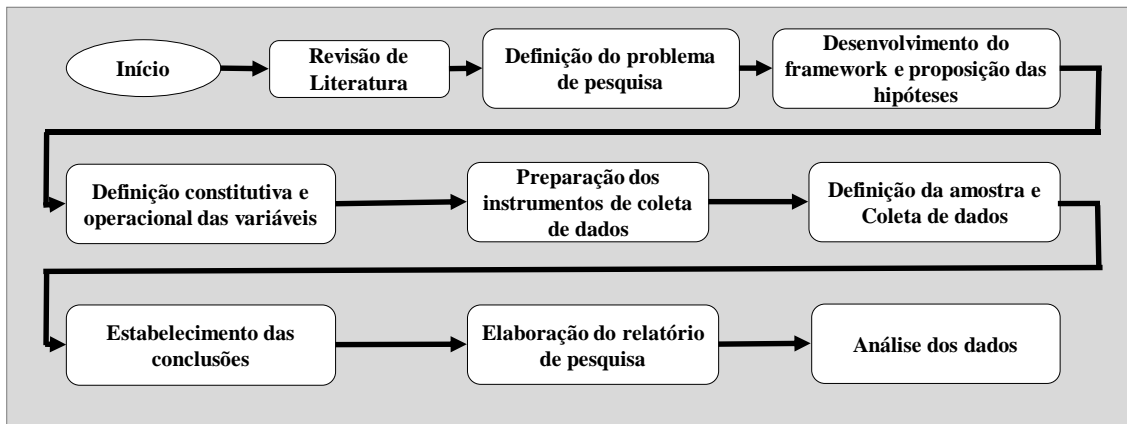 Início
Revisão de
Literatura
Definição do problema
de pesquisa
Desenvolvimento do
framework e proposição das
hipóteses
Definição constitutiva e
operacional das variáveis
Preparação dos
instrumentos de coleta
de dados
Definição da amostra e
Coleta de dados
Estabelecimento das
conclusões
Elaboração do relatório
de pesquisa
Análise dos dados